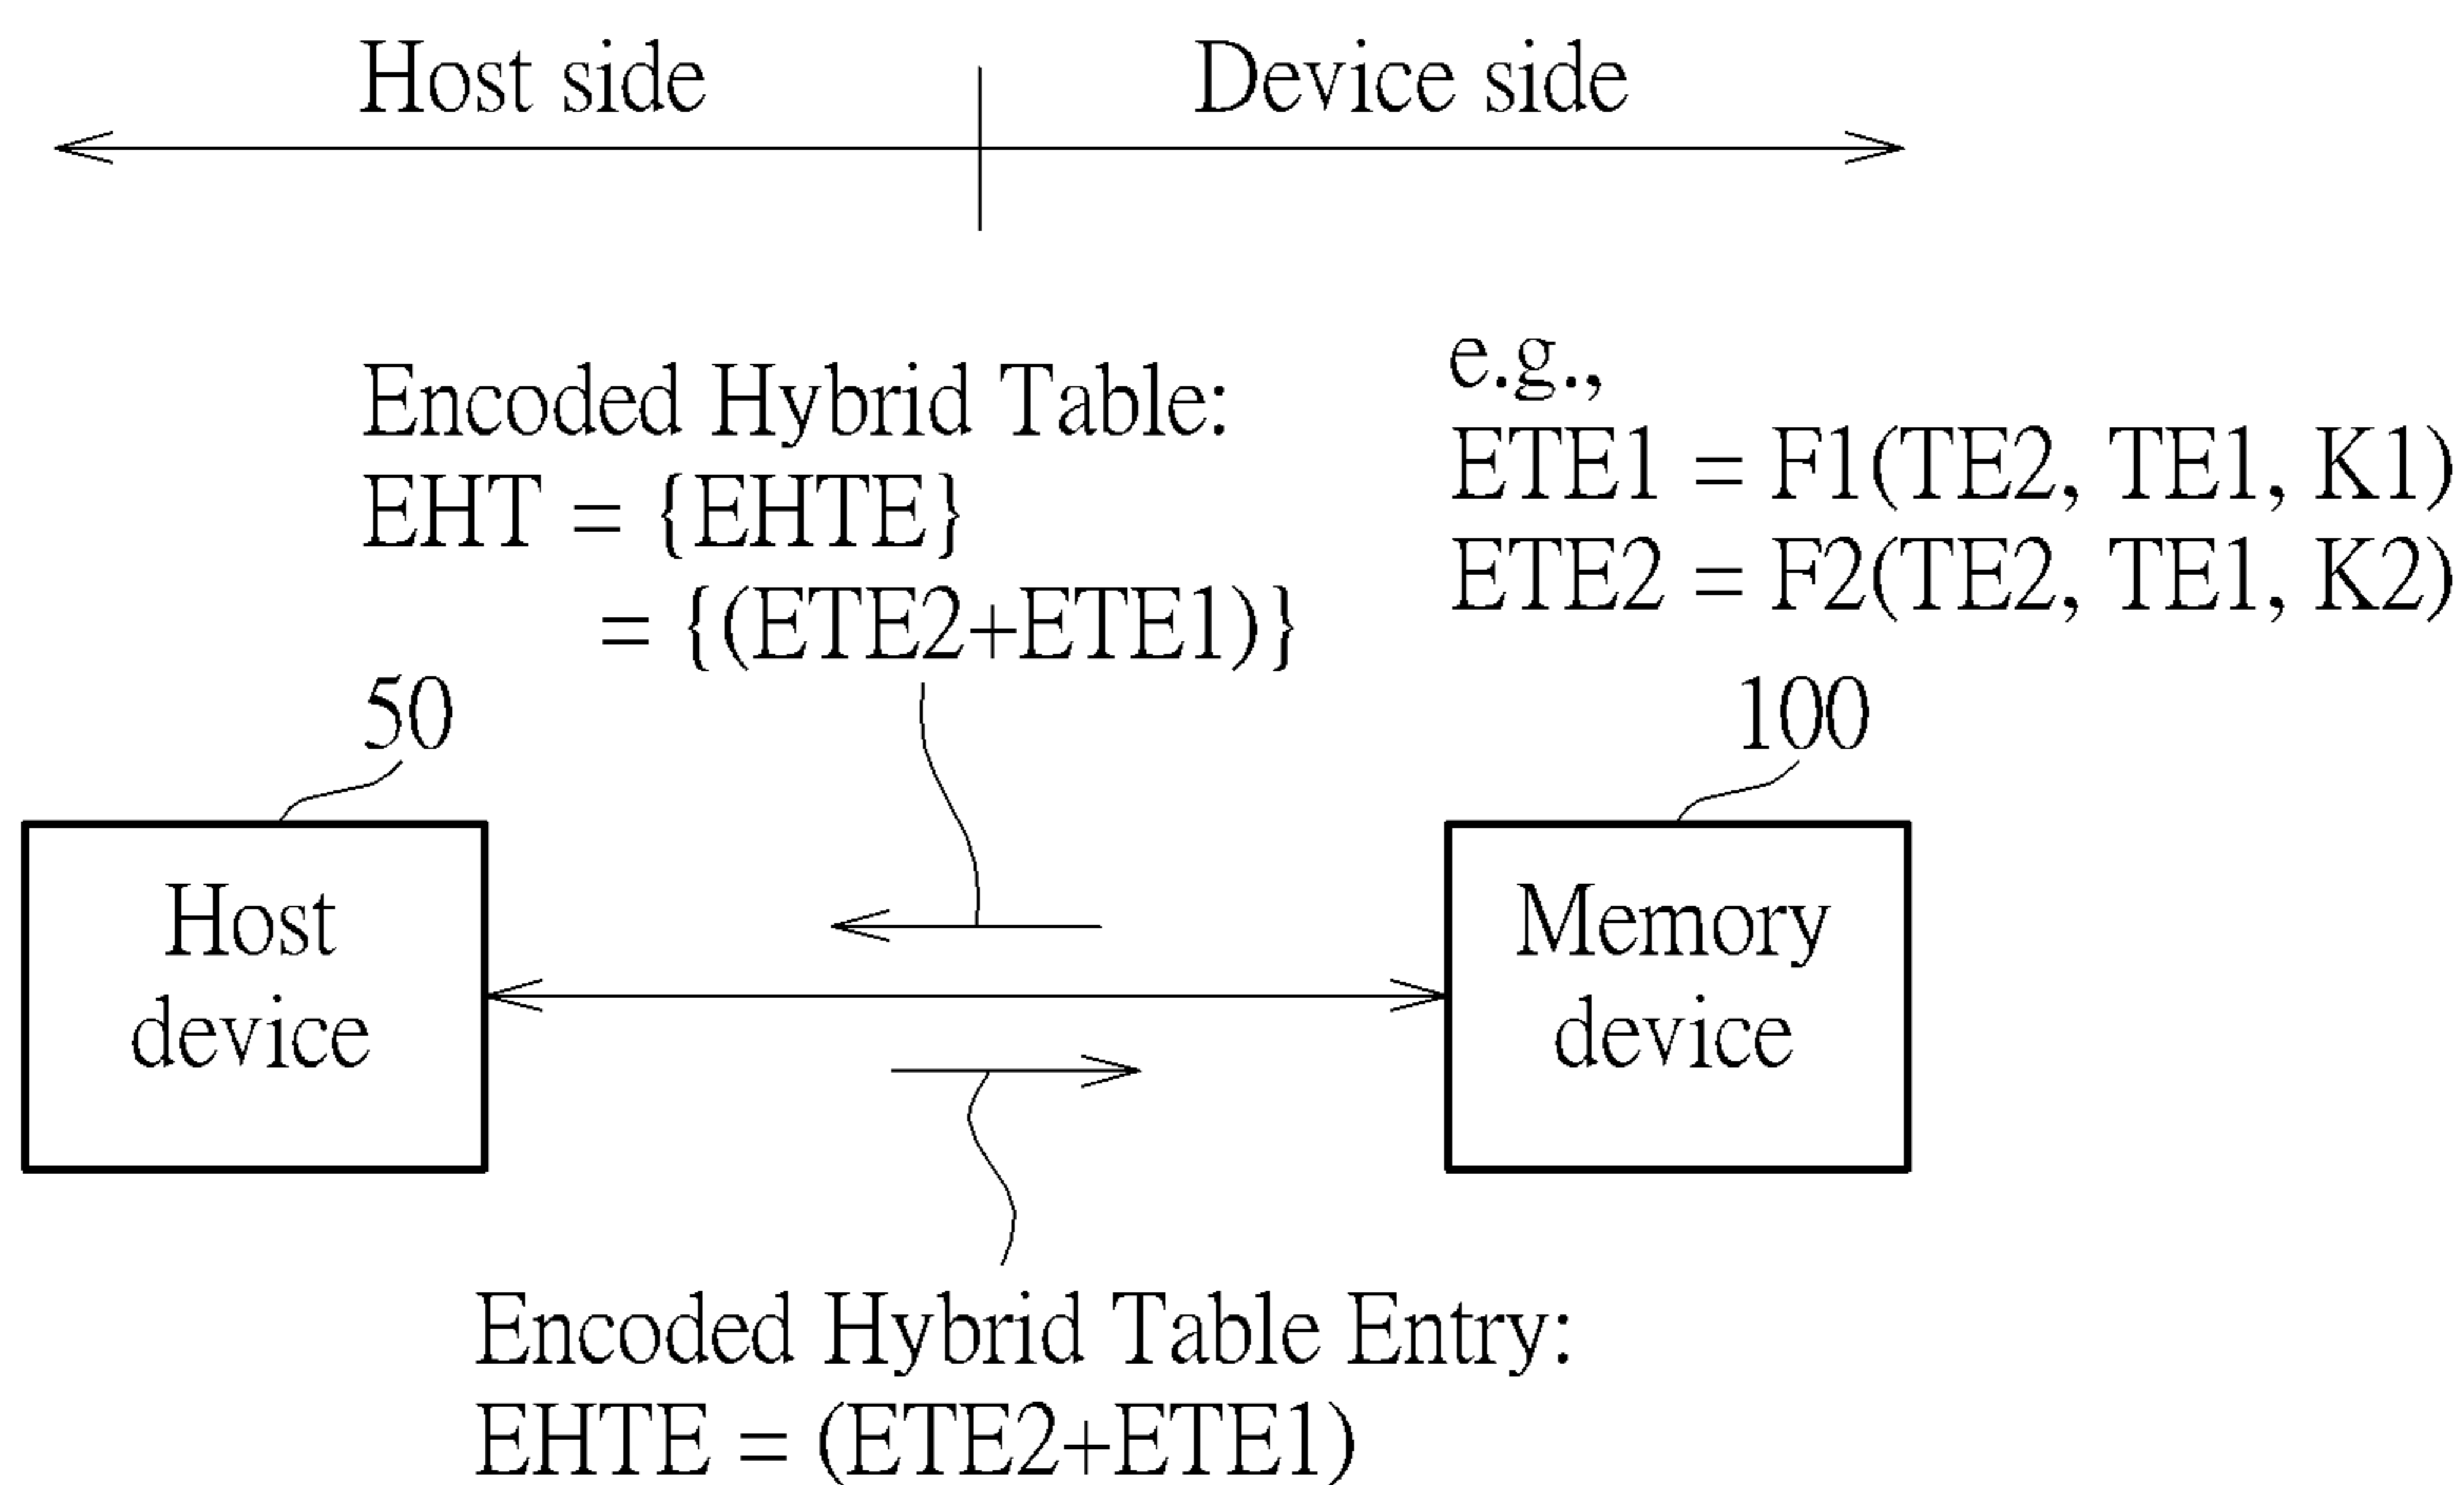 Host side
Device side
Encoded Hybrid Table:
EHT = {EHTE}
= {(ETE2+ETE1)}
e.g.,
ETE1 = F1(TE2, TE1, K1)
ETE2 = F2(TE2, TE1, K2)
50
100
Host
device
Memory
device
Encoded Hybrid Table Entry:
EHTE = (ETE2+ETE1)